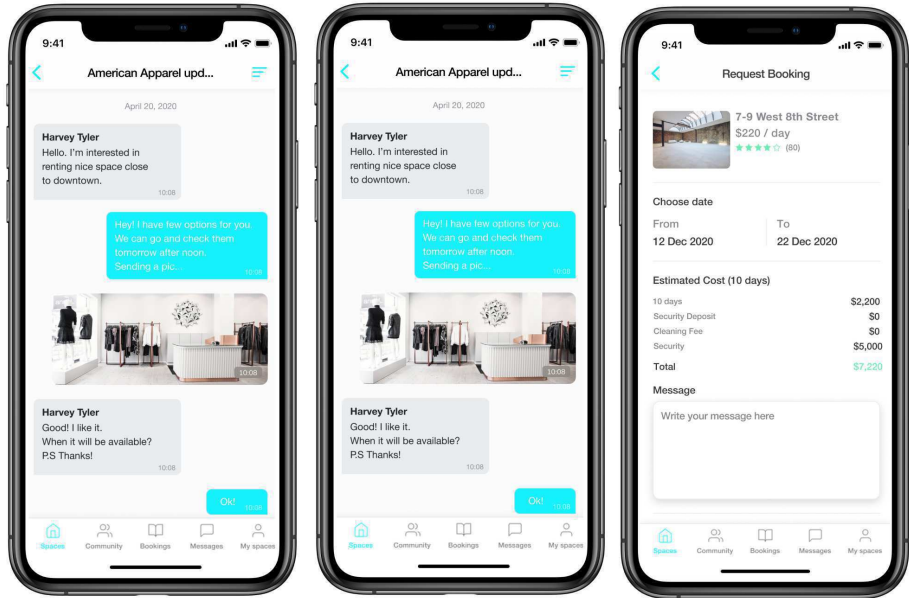 9:41
American Apparel upd...
April 20, 2020
Harvey Tyler
Hello. I'm interested in
renting nice space close
to downtown.
10:08
Hey! I have few options for you.
We can go and check them
tomorrow after noon.
Sending a pic...
10:08
10:08
Harvey Tyler
Good! I like it.
When it will be available?
P.S Thanks!
10:08
Ok!
10:08
Spaces Community Bookings Messages My spaces
9:41
American Apparel upd...
April 20, 2020
Harvey Tyler
Hello. I'm interested in
renting nice space close
to downtown.
10:08
Hey! I have few options for you.
We can go and check them
tomorrow after noon.
Sending a pic...
10:08
10:08
Harvey Tyler
Good! I like it.
When it will be available?
P.S Thanks!
10:08
Ok!
10:08
Spaces Community Bookings Messages My spaces
9:41
Request Booking
7-9 West 8th Street
$220 / day
(80)
Choose date
From To
12 Dec 2020 22 Dec 2020
Estimated Cost (10 days)
10 days $2,200
Security Deposit $0
Cleaning Fee $0
Security $5,000
Total $7,220
Message
Write your message here
Spaces Community Bookings Messages My spaces